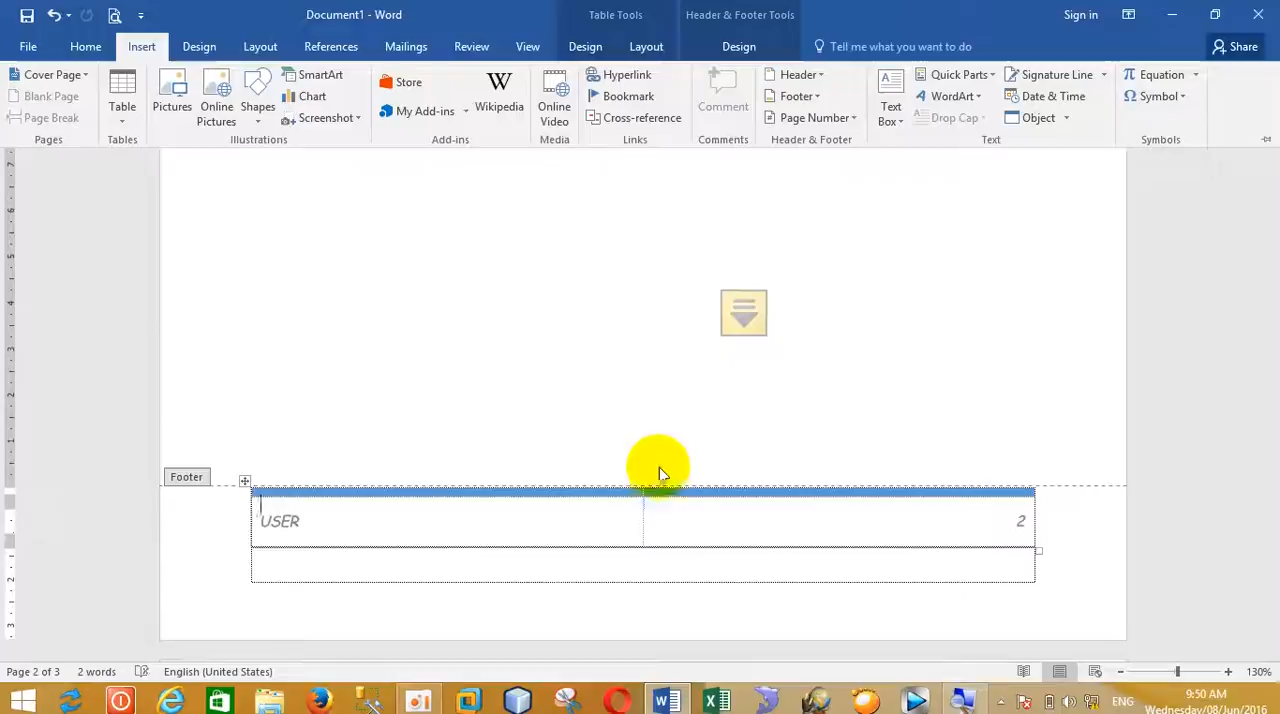 Document1 - Word
Table Tools
Header & Footer Tools
Sign in
File
Home
Insert
Design
Layout
References
Mailings
Review
View
Design
Layout
Design
Tell me what you want to do
Share
Cover Page
Blank Page
Page Break
Pages
Table
Tables
Pictures
Online Pictures
Shapes
SmartArt
Chart
Screenshot
Illustrations
Store
My Add-ins
W
Wikipedia
Add-ins
Online Video
Media
Hyperlink
Bookmark
Cross-reference
Links
Comment
Comments
Header
Footer
Page Number
Header & Footer
Text Box
Quick Parts
WordArt
Drop Cap
Signature Line
Date & Time
Object
Text
Equation
Symbol
Symbols
Footer
USER
2
Page 2 of 3
2 words
English (United States)
130%
ENG
9:50 AM
Wednesday/08/Jun/2016